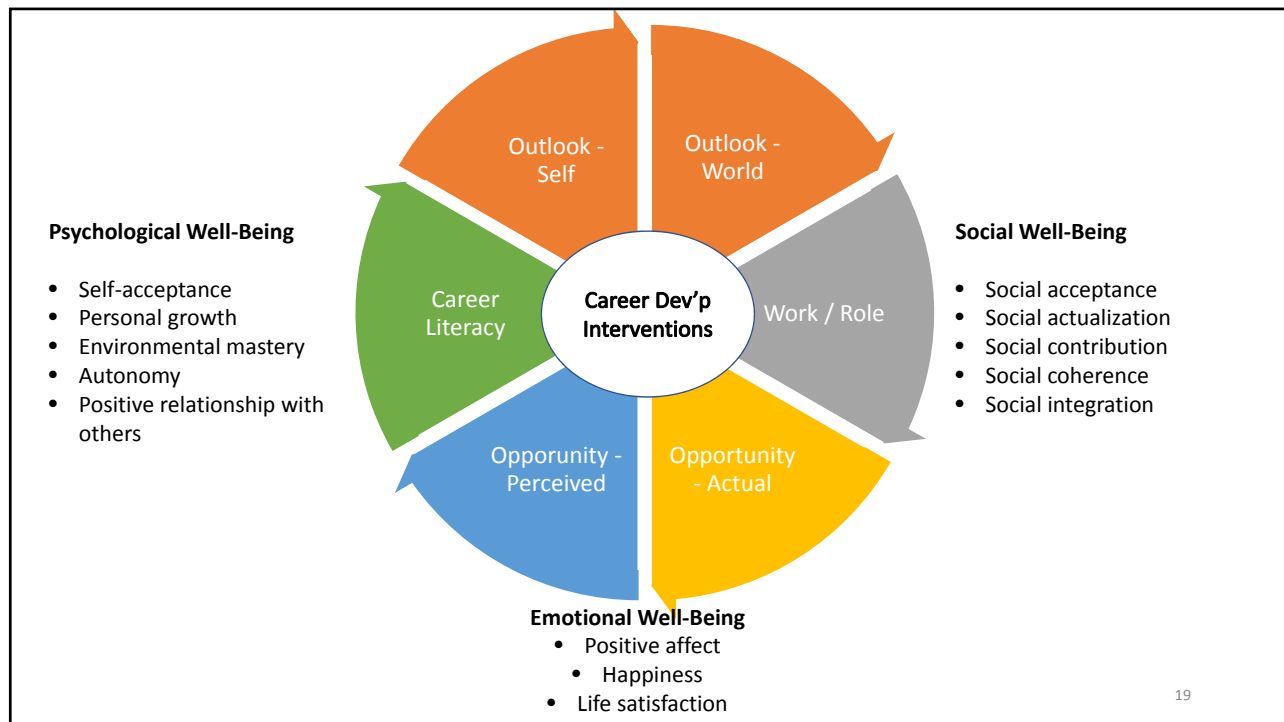 Outlook -
Self
Outlook -
World
Psychological Well-Being
• Self-acceptance
• Personal growth
• Environmental mastery
• Autonomy
• Positive relationship with
others
Career
Literacy
Career Dev’p
Interventions
Work / Role
Social Well-Being
• Social acceptance
• Social actualization
• Social contribution
• Social coherence
• Social integration
Opporunity -
Perceived
Opportunity
- Actual
Emotional Well-Being
• Positive affect
• Happiness
• Life satisfaction
19